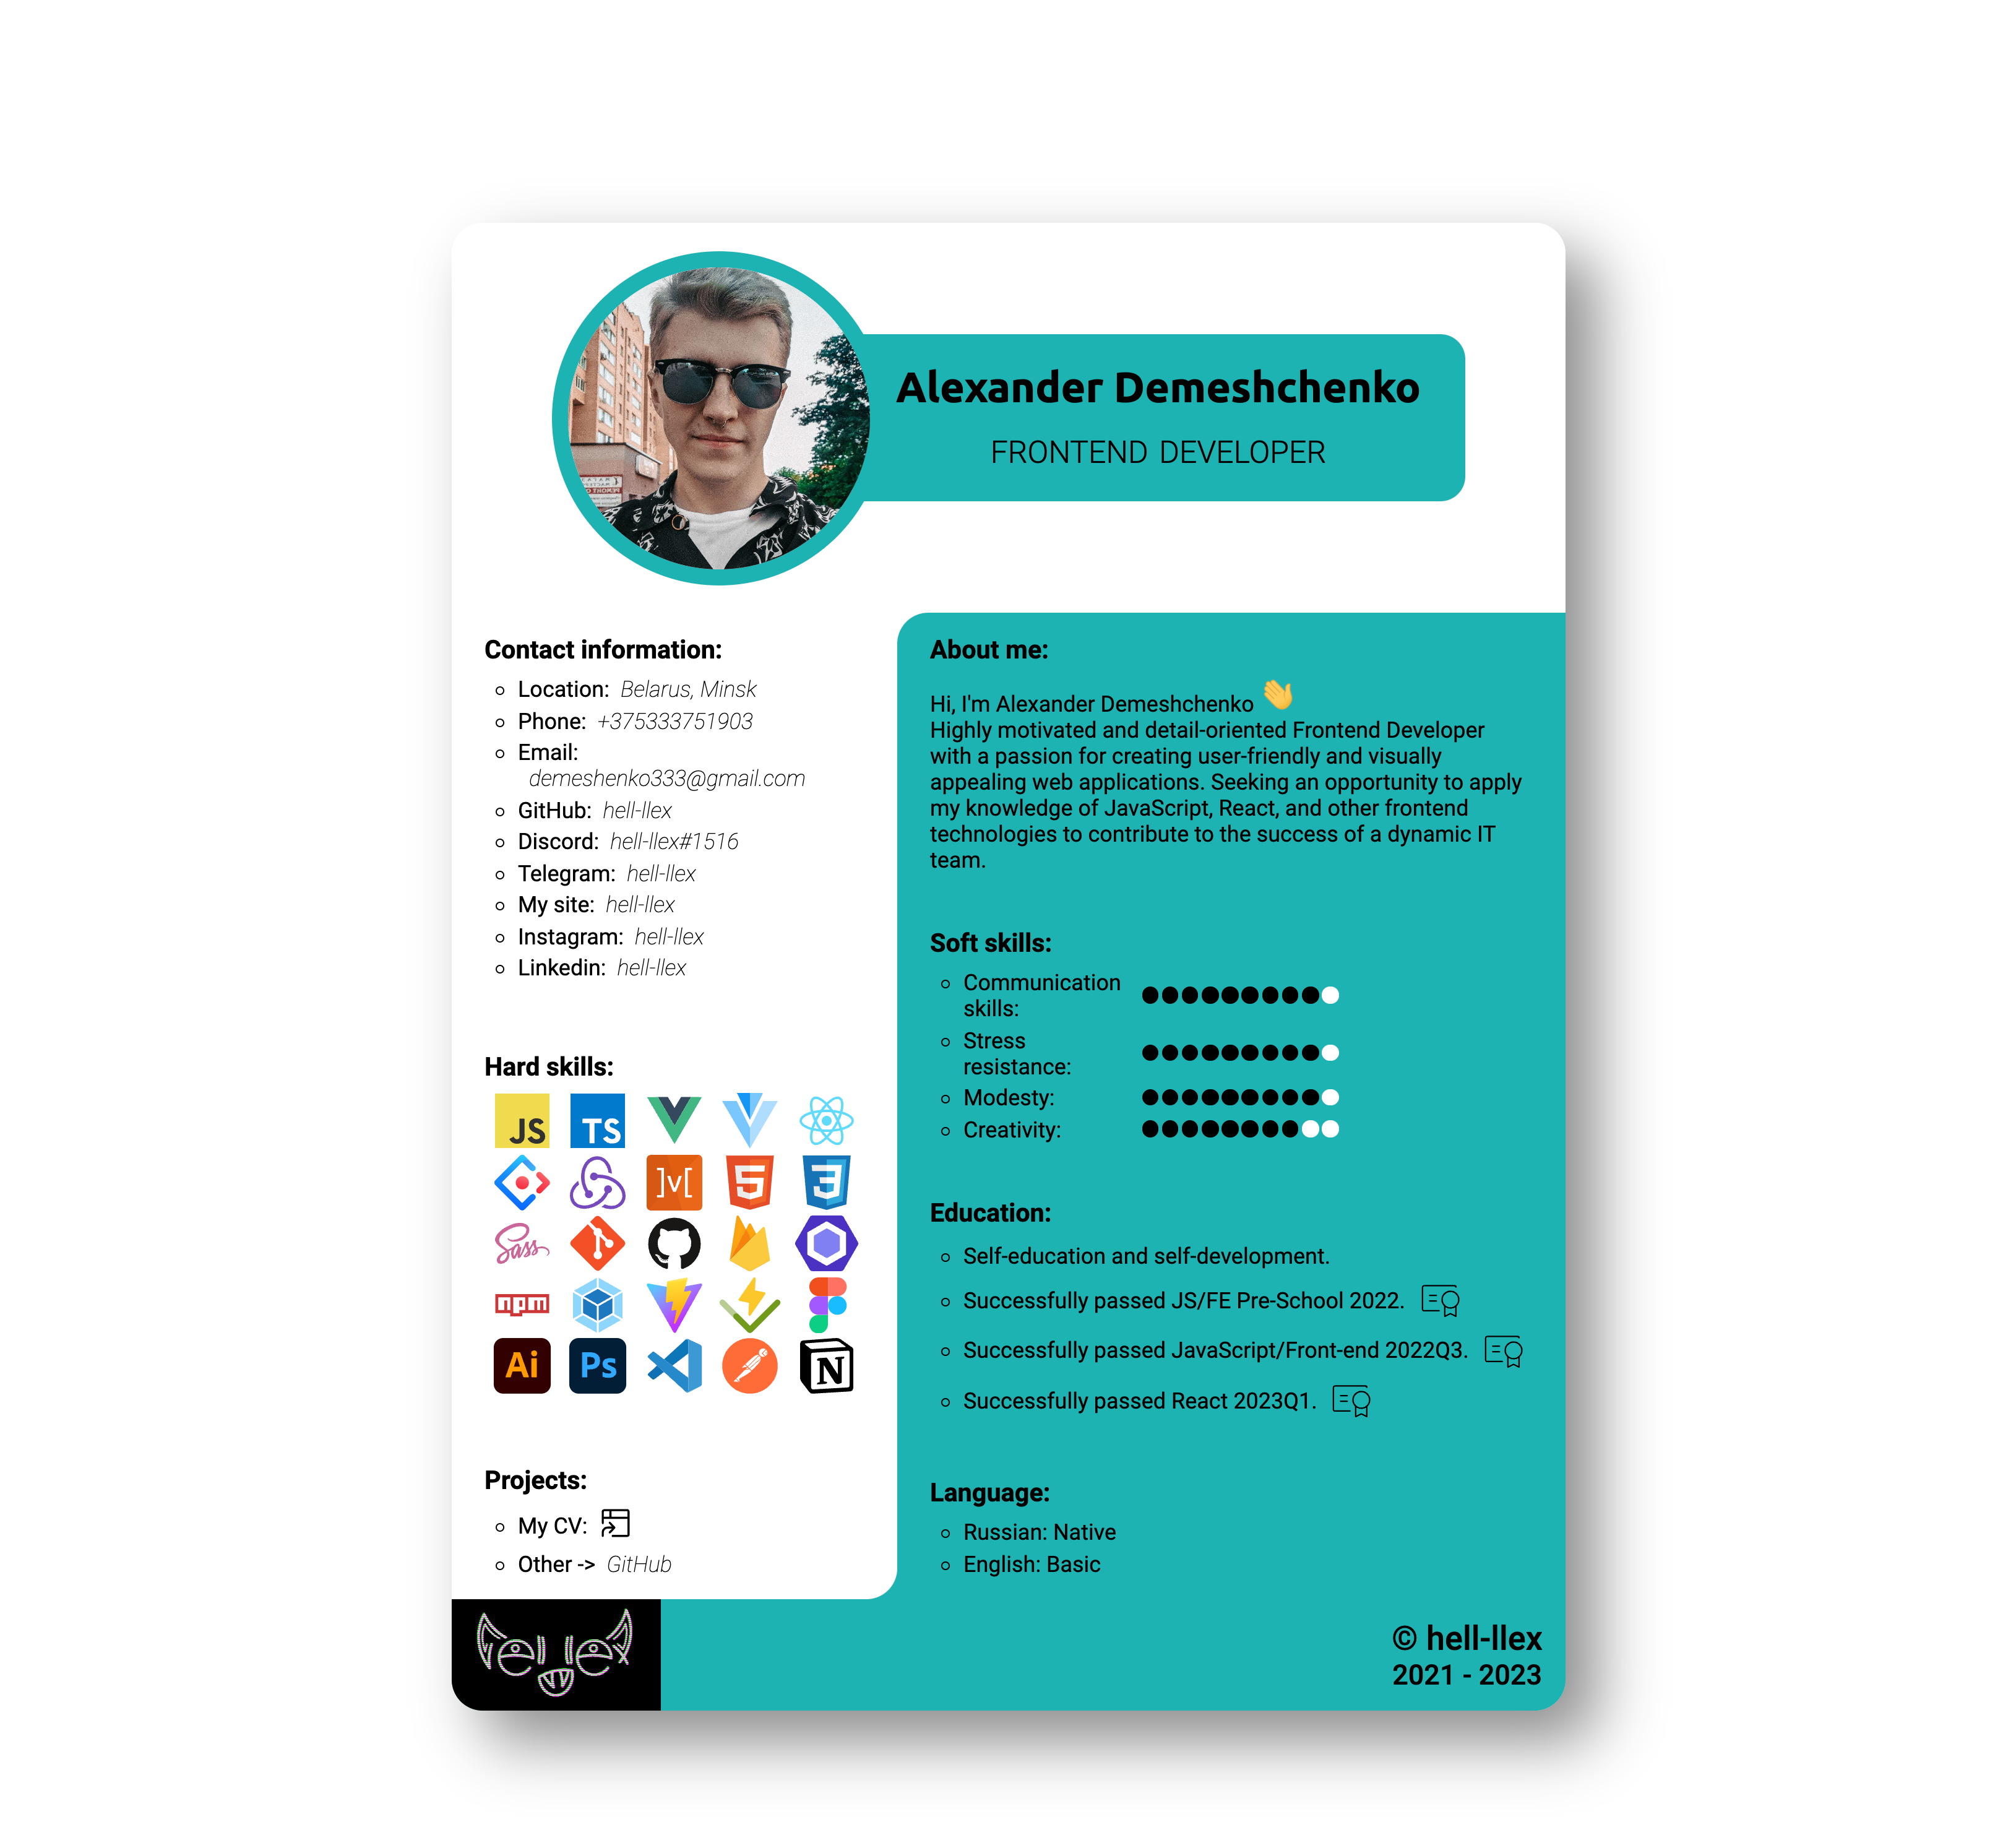 Alexander Demeshchenko
FRONTEND DEVELOPER
Contact information:
Location: Belarus, Minsk
Phone: +375333751903
Email:
demeshenko333@gmail.com
GitHub: hell-llex
Discord: hell-llex#1516
Telegram: hell-llex
My site: hell-llex
Instagram: hell-llex
Linkedin: hell-llex
Hard skills:
JS TS
]v[ 5 3
Sass
npm
Ai Ps N
Projects:
My CV:
Other -> GitHub
About me:
Hi, I'm Alexander Demeshchenko 👋
Highly motivated and detail-oriented Frontend Developer
with a passion for creating user-friendly and visually
appealing web applications. Seeking an opportunity to apply
my knowledge of JavaScript, React, and other frontend
technologies to contribute to the success of a dynamic IT
team.
Soft skills:
Communication
skills:
Stress
resistance:
Modesty:
Creativity:
Education:
Self-education and self-development.
Successfully passed JS/FE Pre-School 2022.
Successfully passed JavaScript/Front-end 2022Q3.
Successfully passed React 2023Q1.
Language:
Russian: Native
English: Basic
© hell-llex
2021 - 2023